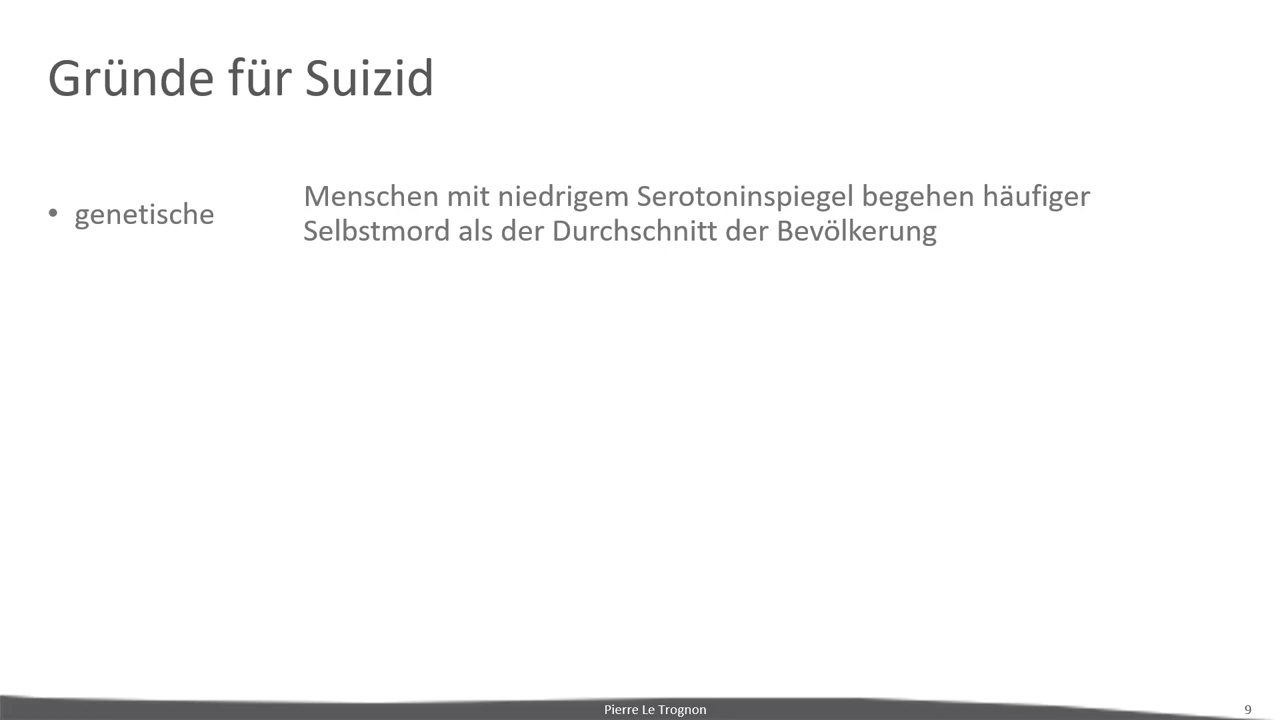 Gründe für Suizid
• genetische
Menschen mit niedrigem Serotoninspiegel begehen häufiger
Selbstmord als der Durchschnitt der Bevölkerung
Pierre Le Trognon
9